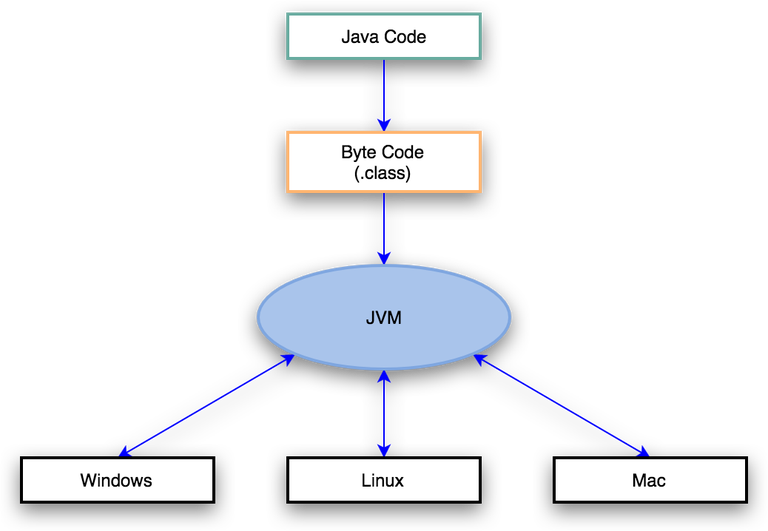 Java Code
Byte Code
(.class)
JVM
Windows
Linux
Mac